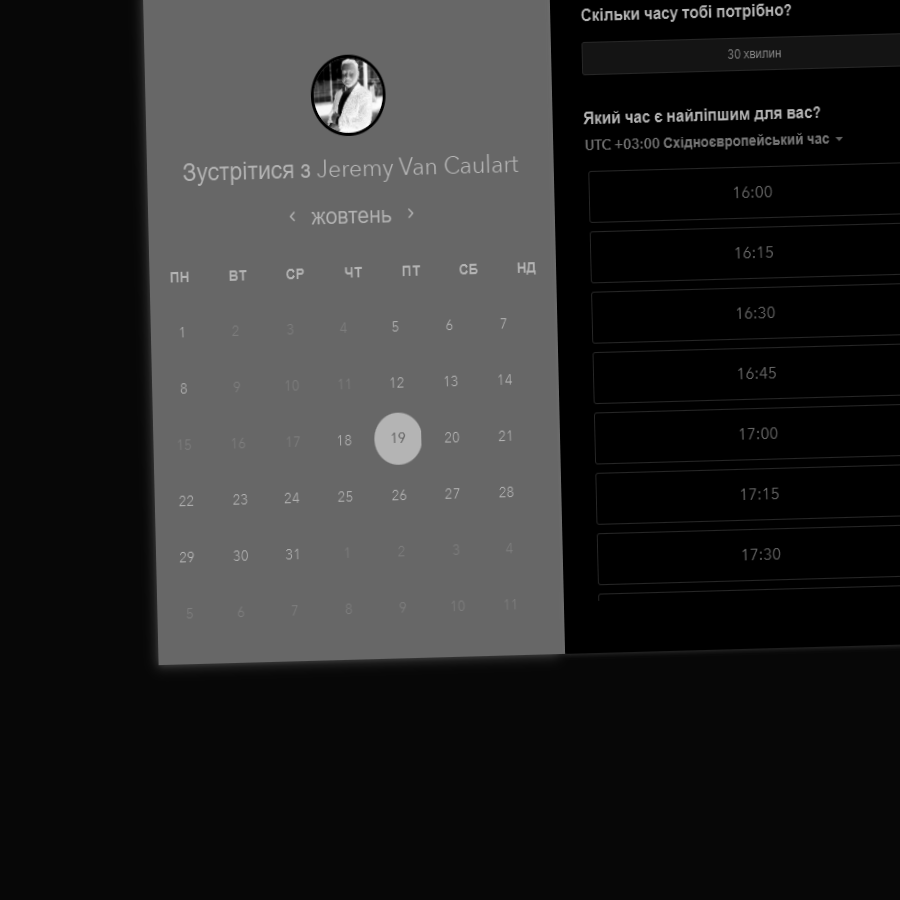 Зустрітися з Jeremy Van Caulart
‹ жовтень ›
ПН ВТ СР ЧТ ПТ СБ НД
1 2 3 4 5 6 7
8 9 10 11 12 13 14
15 16 17 18 19 20 21
22 23 24 25 26 27 28
29 30 31 1 2 3 4
5 6 7 8 9 10 11
Скільки часу тобі потрібно?
30 хвилин
Який час є найліпшим для вас?
UTC +03:00 Східноєвропейський час
16:00
16:15
16:30
16:45
17:00
17:15
17:30